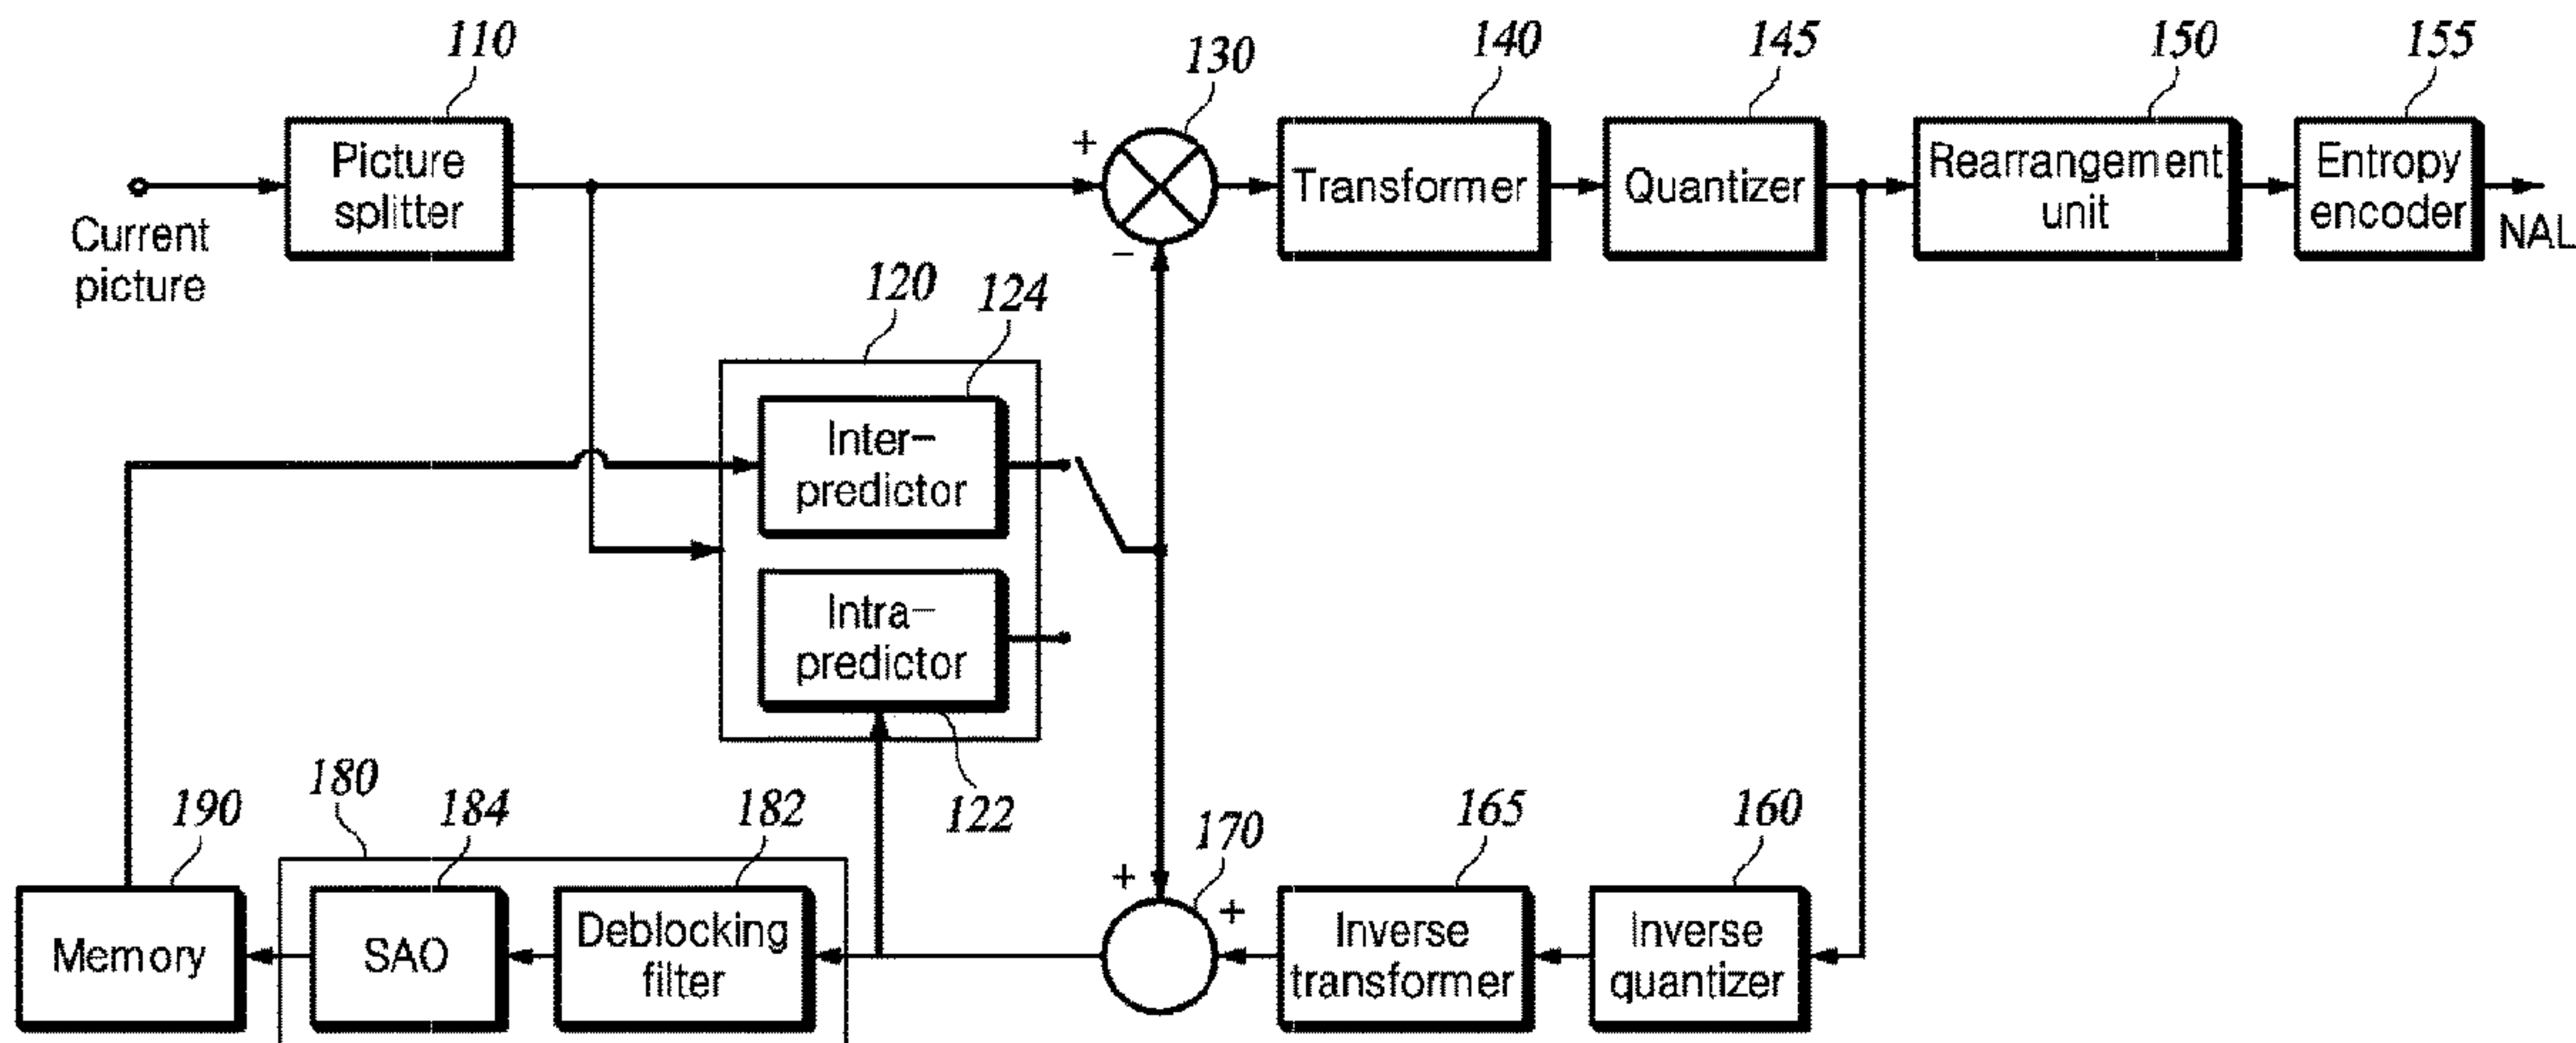 110
130
140
145
150
155
Picture
splitter
+
Transformer
Quantizer
Rearrangement
unit
Entropy
encoder
Current
picture
−
NAL
120
124
Inter−
predictor
Intra−
predictor
122
190
180
184
182
170
165
160
+
+
Memory
SAO
Deblocking
filter
Inverse
transformer
Inverse
quantizer